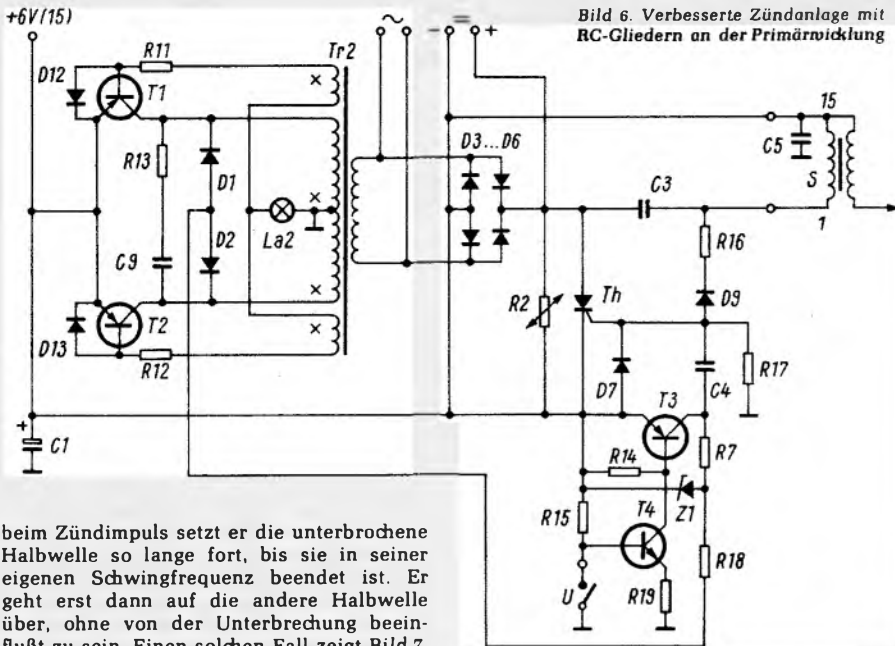 +6V(15)
Bild 6. Verbesserte Zündanlage mit
RC-Gliedern an der Primärwicklung
R11
Tr2
~
-
=
+
D12
T1
R13
D1
D3...D6
15
C5
S
1
C3
La2
D2
C9
R16
D9
Th
R2
T2
D13
R12
D7
C4
R17
T3
+
C1
R14
R7
Z1
T4
R15
R18
U
R19
beim Zündimpuls setzt er die unterbrochene
Halbwelle so lange fort, bis sie in seiner
eigenen Schwingfrequenz beendet ist. Er
geht erst dann auf die andere Halbwelle
über, ohne von der Unterbrechung beein-
flußt zu sein. Einen solchen Fall zeigt Bild 7.